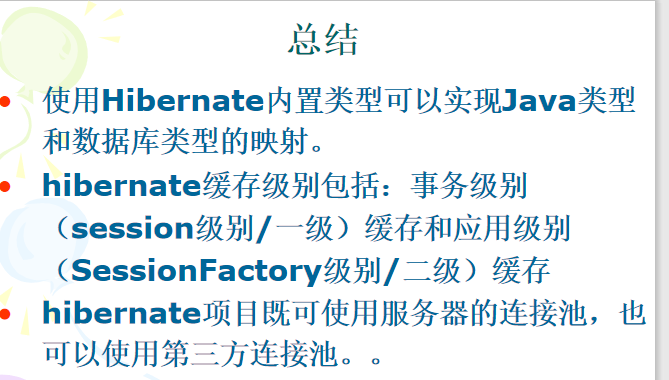 总结
使用Hibernate内置类型可以实现Java类型
和数据库类型的映射。
hibernate缓存级别包括：事务级别
（session级别/一级）缓存和应用级别
（SessionFactory级别/二级）缓存
hibernate项目既可使用服务器的连接池，也
可以使用第三方连接池。。